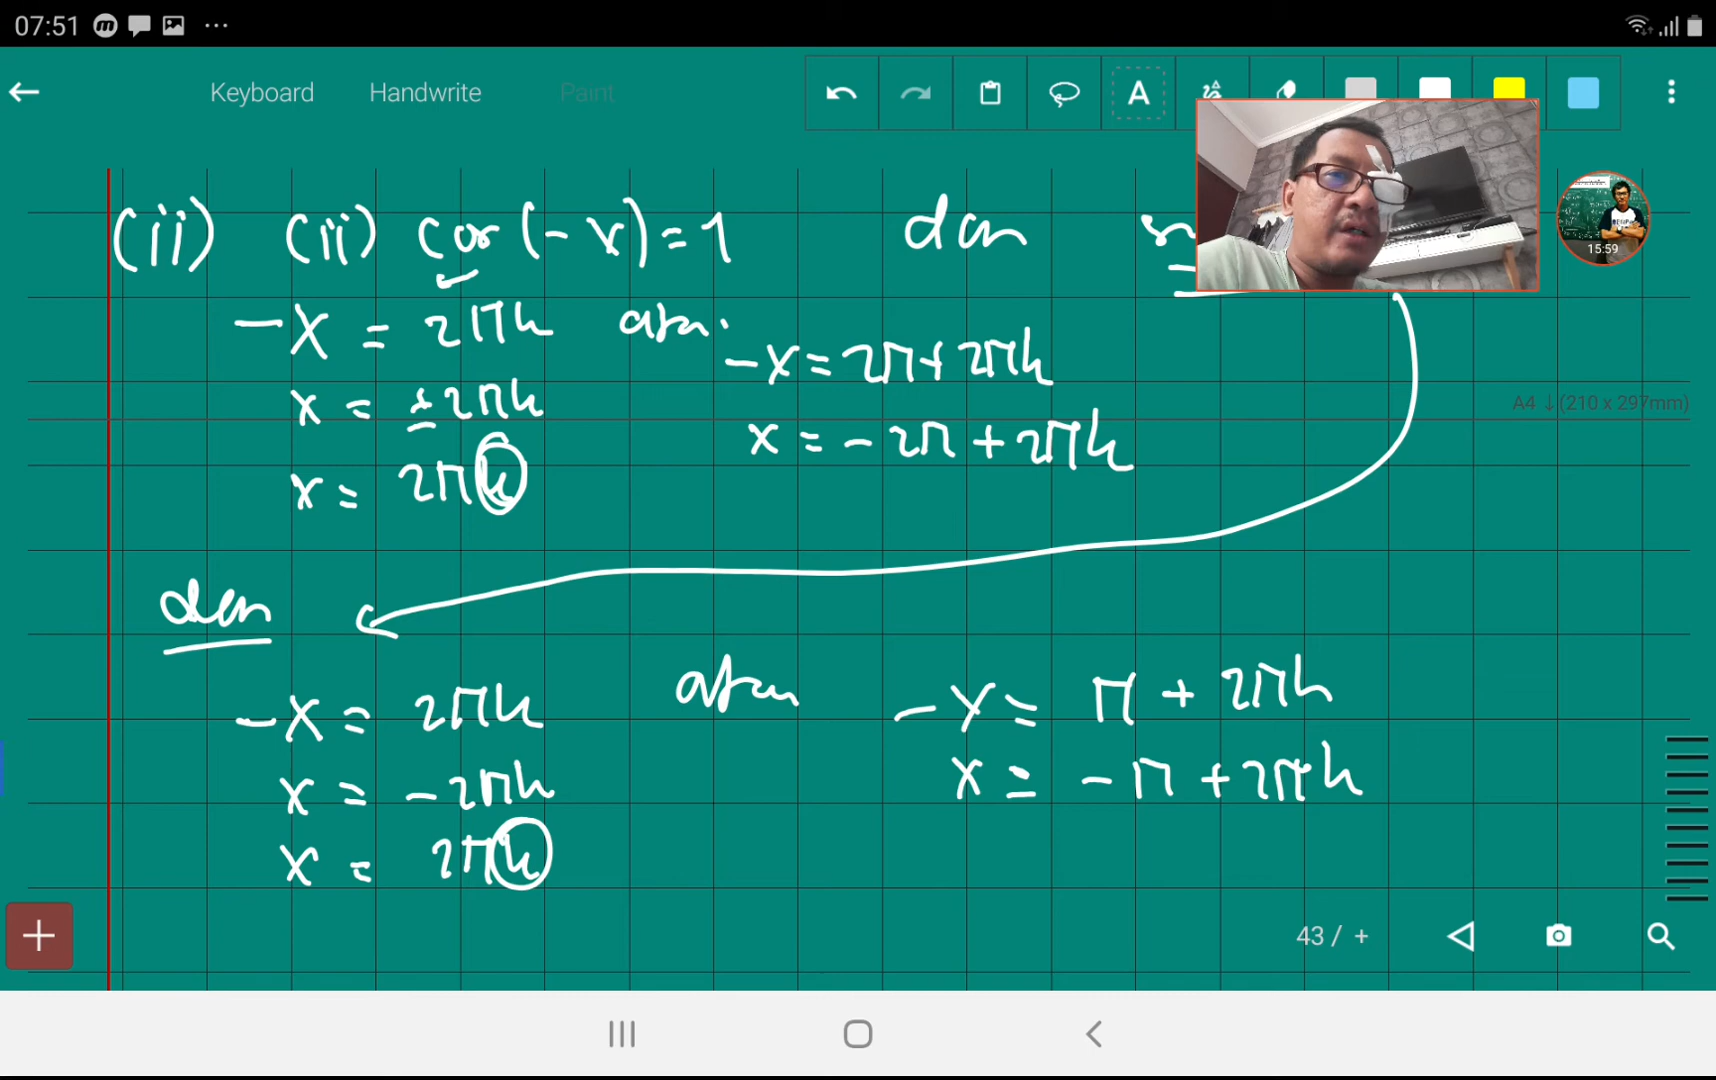 07:51
Keyboard Handwrite Paint A
(ii) (ii) cos(-x)=1 dan
-x = 2πk atau
-x = 2π + 2πk
x = ±2πk
x = -2π + 2πk
x = 2πk
A4 ↓(210 x 297mm)
15:59
dan
-x = 2πk atau -x = π + 2πk
x = -2πk x = -π + 2πk
x = 2πk
43 / +